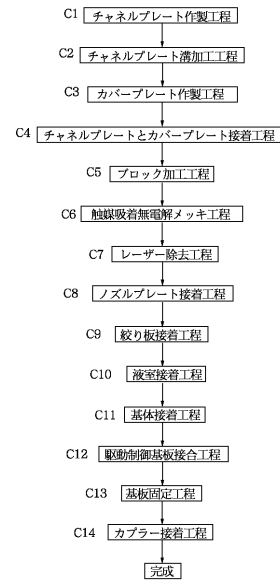 C1 チャネルプレート作製工程
C2 チャネルプレート溝加工工程
C3 カバープレート作製工程
C4 チャネルプレートとカバープレート接着工程
C5 ブロック加工工程
C6 触媒吸着無電解メッキ工程
C7 レーザー除去工程
C8 ノズルプレート接着工程
C9 絞り板接着工程
C10 液室接着工程
C11 基体接着工程
C12 駆動制御基板接合工程
C13 基板固定工程
C14 カプラー接着工程
完成